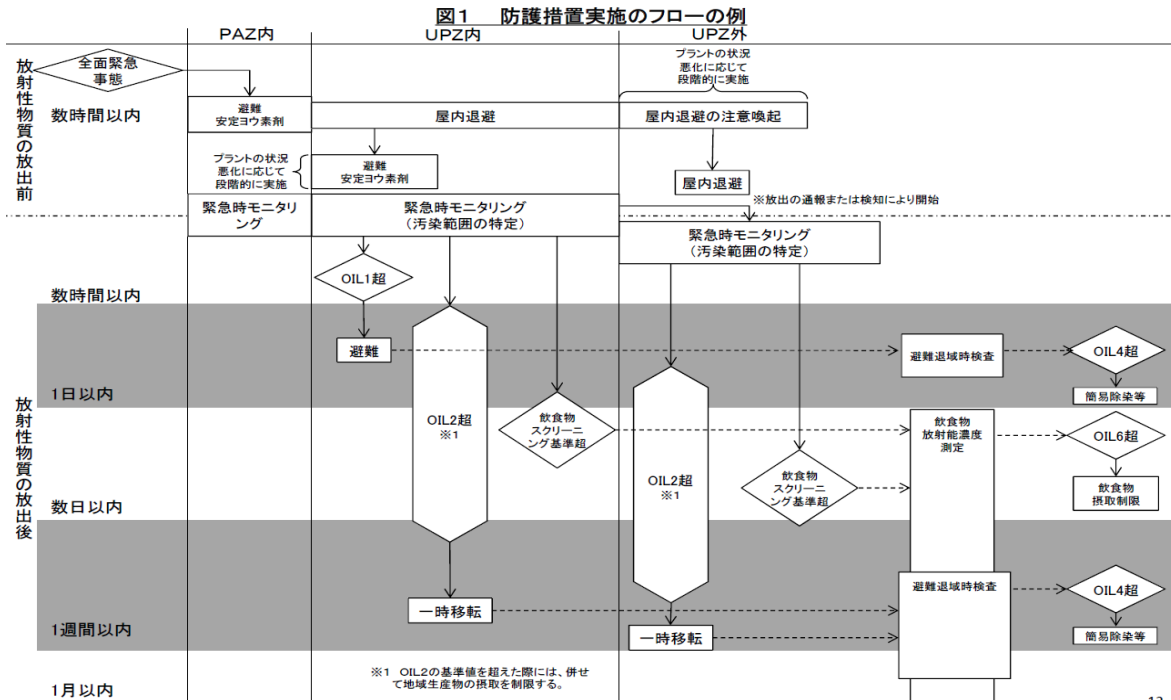 図1 防護措置実施のフローの例
PAZ内
UPZ内
UPZ外
放射性物質の放出前
全面緊急
事態
プラントの状況
悪化に応じて
段階的に実施
数時間以内
避難
安定ヨウ素剤
屋内退避
屋内退避の注意喚起
プラントの状況
悪化に応じて
段階的に実施
避難
安定ヨウ素剤
屋内退避
※放出の通報または検知により開始
緊急時モニタリ
ング
緊急時モニタリング
(汚染範囲の特定)
緊急時モニタリング
(汚染範囲の特定)
放射性物質の放出後
OIL1超
数時間以内
避難
避難退域時検査
OIL4超
簡易除染等
1日以内
OIL2超
※1
飲食物
スクリーニ
ング基準超
飲食物
放射能濃度
測定
OIL6超
OIL2超
※1
飲食物
スクリーニ
ング基準超
飲食物
摂取制限
数日以内
一時移転
避難退域時検査
OIL4超
一時移転
簡易除染等
1週間以内
※1 OIL2の基準値を超えた際には、併せ
て地域生産物の摂取を制限する。
1月以内